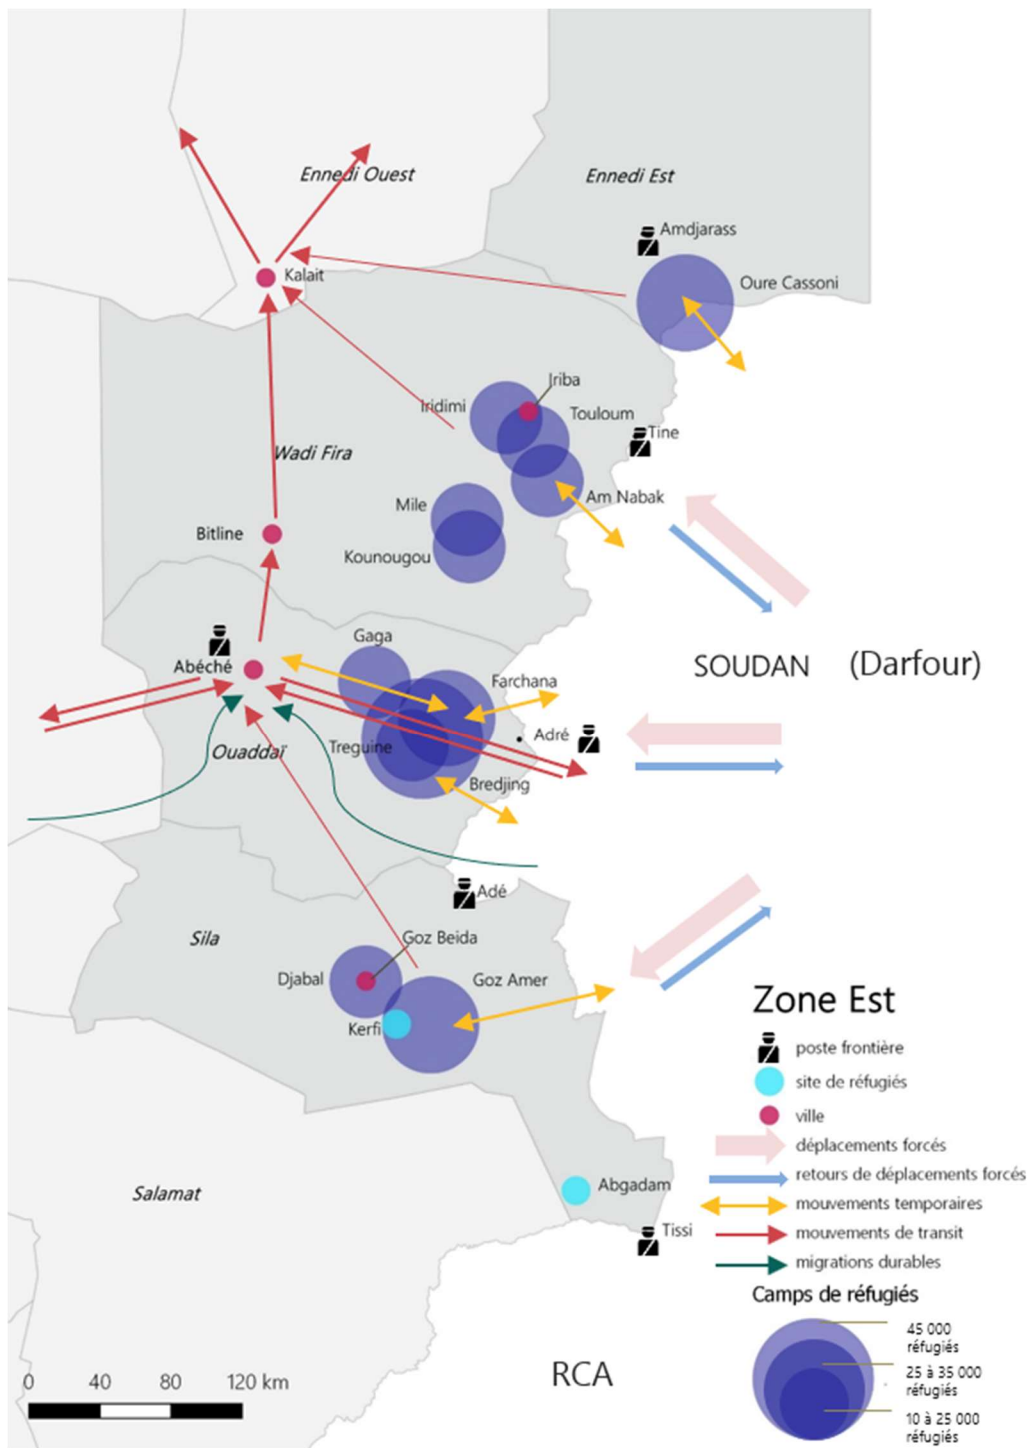 Ennedi Ouest
Ennedi Est
Amdjarass
Kalait
Oure Cassoni
Iriba
Iridimi
Touloum
Tine
Wadi Fira
Mile
Am Nabak
Bitline
Kounougou
Gaga
Abéché
Farchana
SOUDAN (Darfour)
Ouaddaï
Treguine
Adré
Bredjing
Adé
Sila
Goz Beida
Djabal
Goz Amer
Kerfi
Salamat
Abgadam
Tissi
RCA
0 40 80 120 km
Zone Est
poste frontière
site de réfugiés
ville
déplacements forcés
retours de déplacements forcés
mouvements temporaires
mouvements de transit
migrations durables
Camps de réfugiés
45 000
réfugiés
25 à 35 000
réfugiés
10 à 25 000
réfugiés